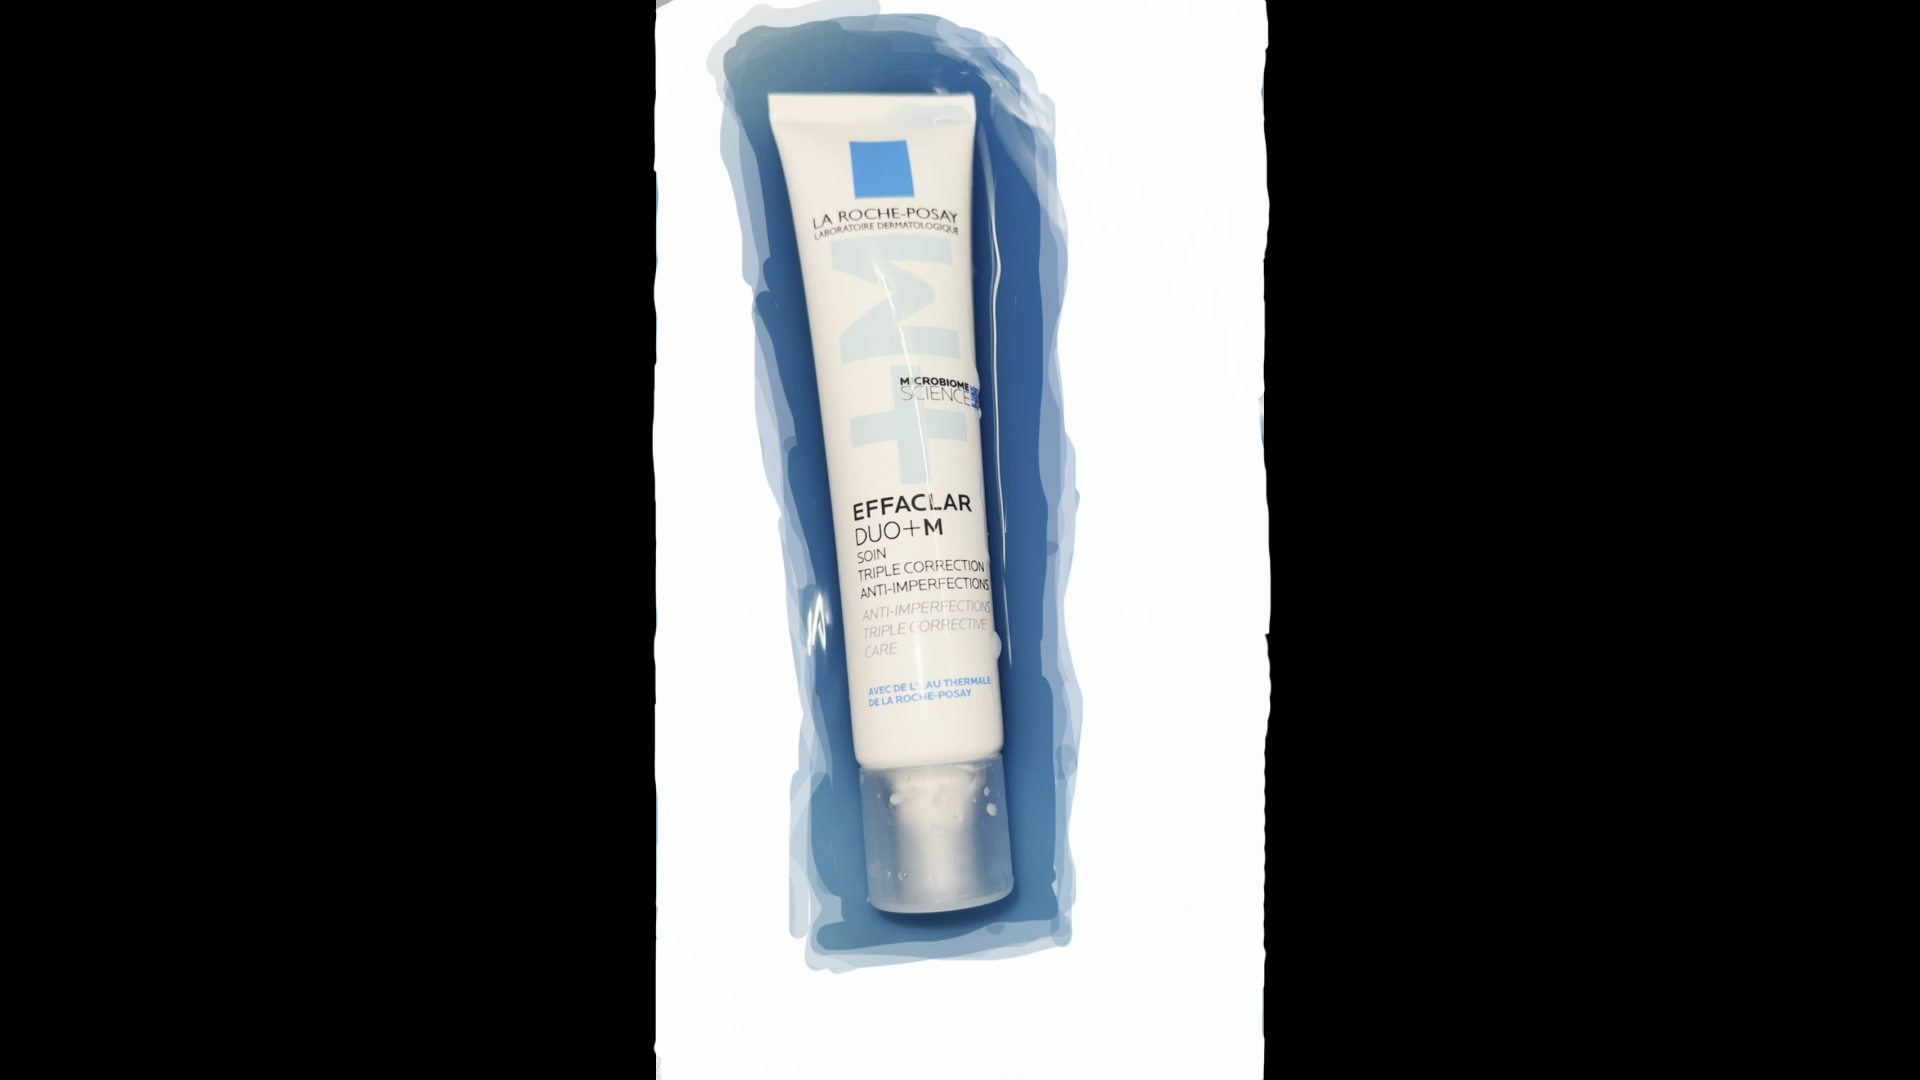 LA ROCHE-POSAY
LABORATOIRE DERMATOLOGIQUE
M+
MICROBIOME
SCIENCE
EFFACLAR
DUO+M
SOIN
TRIPLE CORRECTION
ANTI-IMPERFECTIONS
ANTI-IMPERFECTIONS
TRIPLE CORRECTIVE
CARE
AVEC DE L'EAU THERMALE
DE LA ROCHE-POSAY